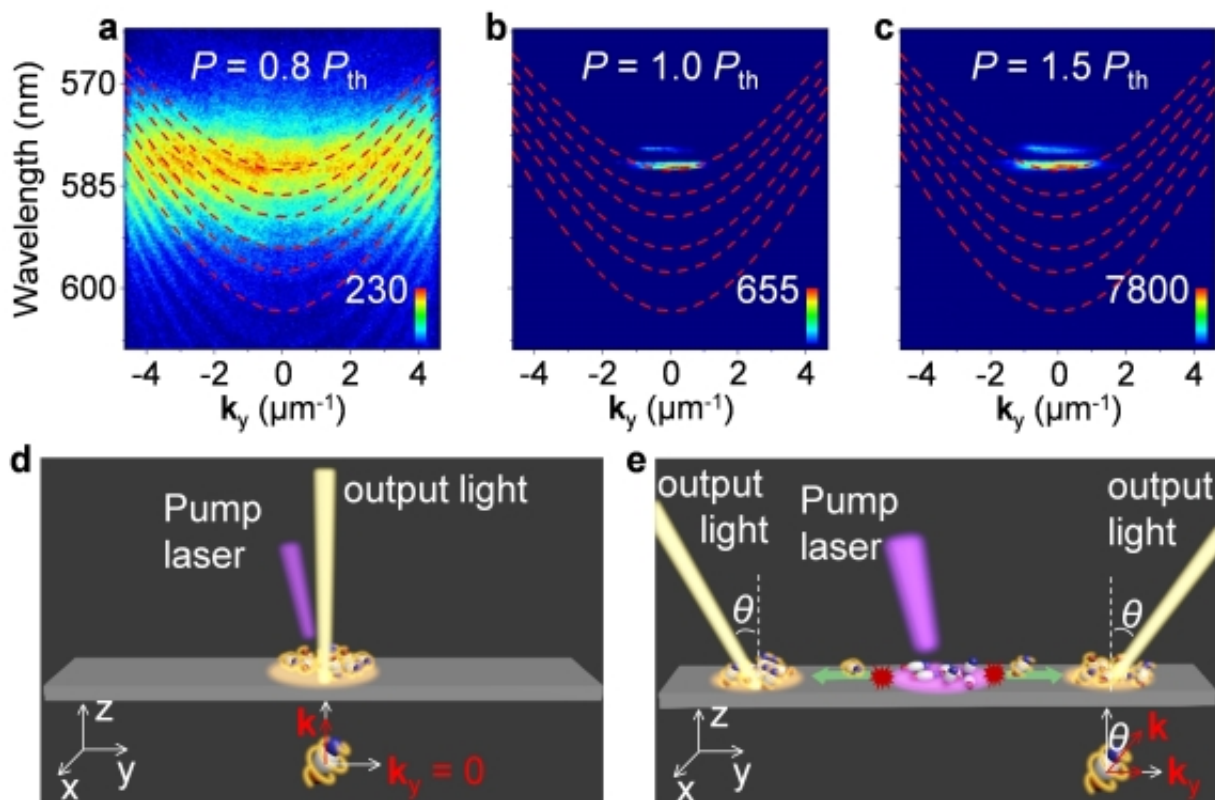 a
P = 0.8 Pth
b
P = 1.0 Pth
c
P = 1.5 Pth
Wavelength (nm)
570
585
600
230
655
7800
-4 -2 0 2 4
-4 -2 0 2 4
-4 -2 0 2 4
ky (µm⁻¹)
ky (µm⁻¹)
ky (µm⁻¹)
d
Pump
laser
output light
z
y
x
k
ky = 0
e
output
light
Pump
laser
output
light
θ
θ
z
y
x
θ
k
ky